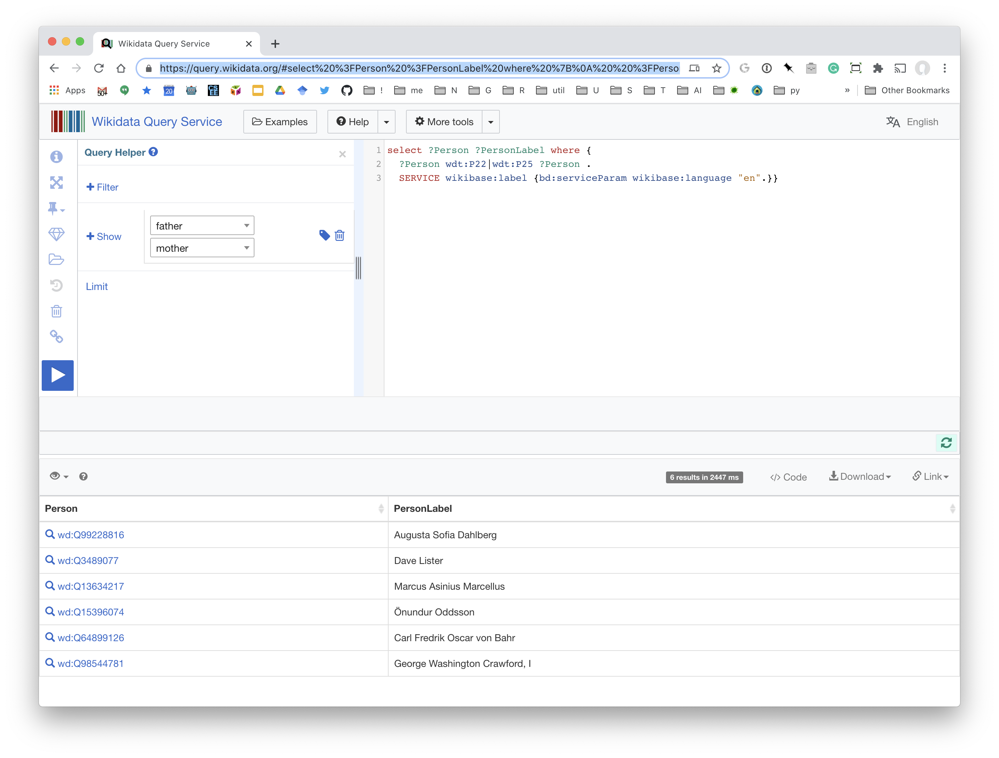 Wikidata Query Service
https://query.wikidata.org/#select%20%3FPerson%20%3FPersonLabel%20where%20%7B%0A%20%20%3FPerso
Apps 50+ 20 CSEE ! me N G R util U S T AI py » Other Bookmarks
Wikidata Query Service Examples Help More tools English
Query Helper
Filter
Show
father
mother
Limit
1 select ?Person ?PersonLabel where {
2 ?Person wdt:P22|wdt:P25 ?Person .
3 SERVICE wikibase:label {bd:serviceParam wikibase:language "en".}}
6 results in 2447 ms </> Code Download Link
Person PersonLabel
wd:Q99228816 Augusta Sofia Dahlberg
wd:Q3489077 Dave Lister
wd:Q13634217 Marcus Asinius Marcellus
wd:Q15396074 Önundur Oddsson
wd:Q64899126 Carl Fredrik Oscar von Bahr
wd:Q98544781 George Washington Crawford, I